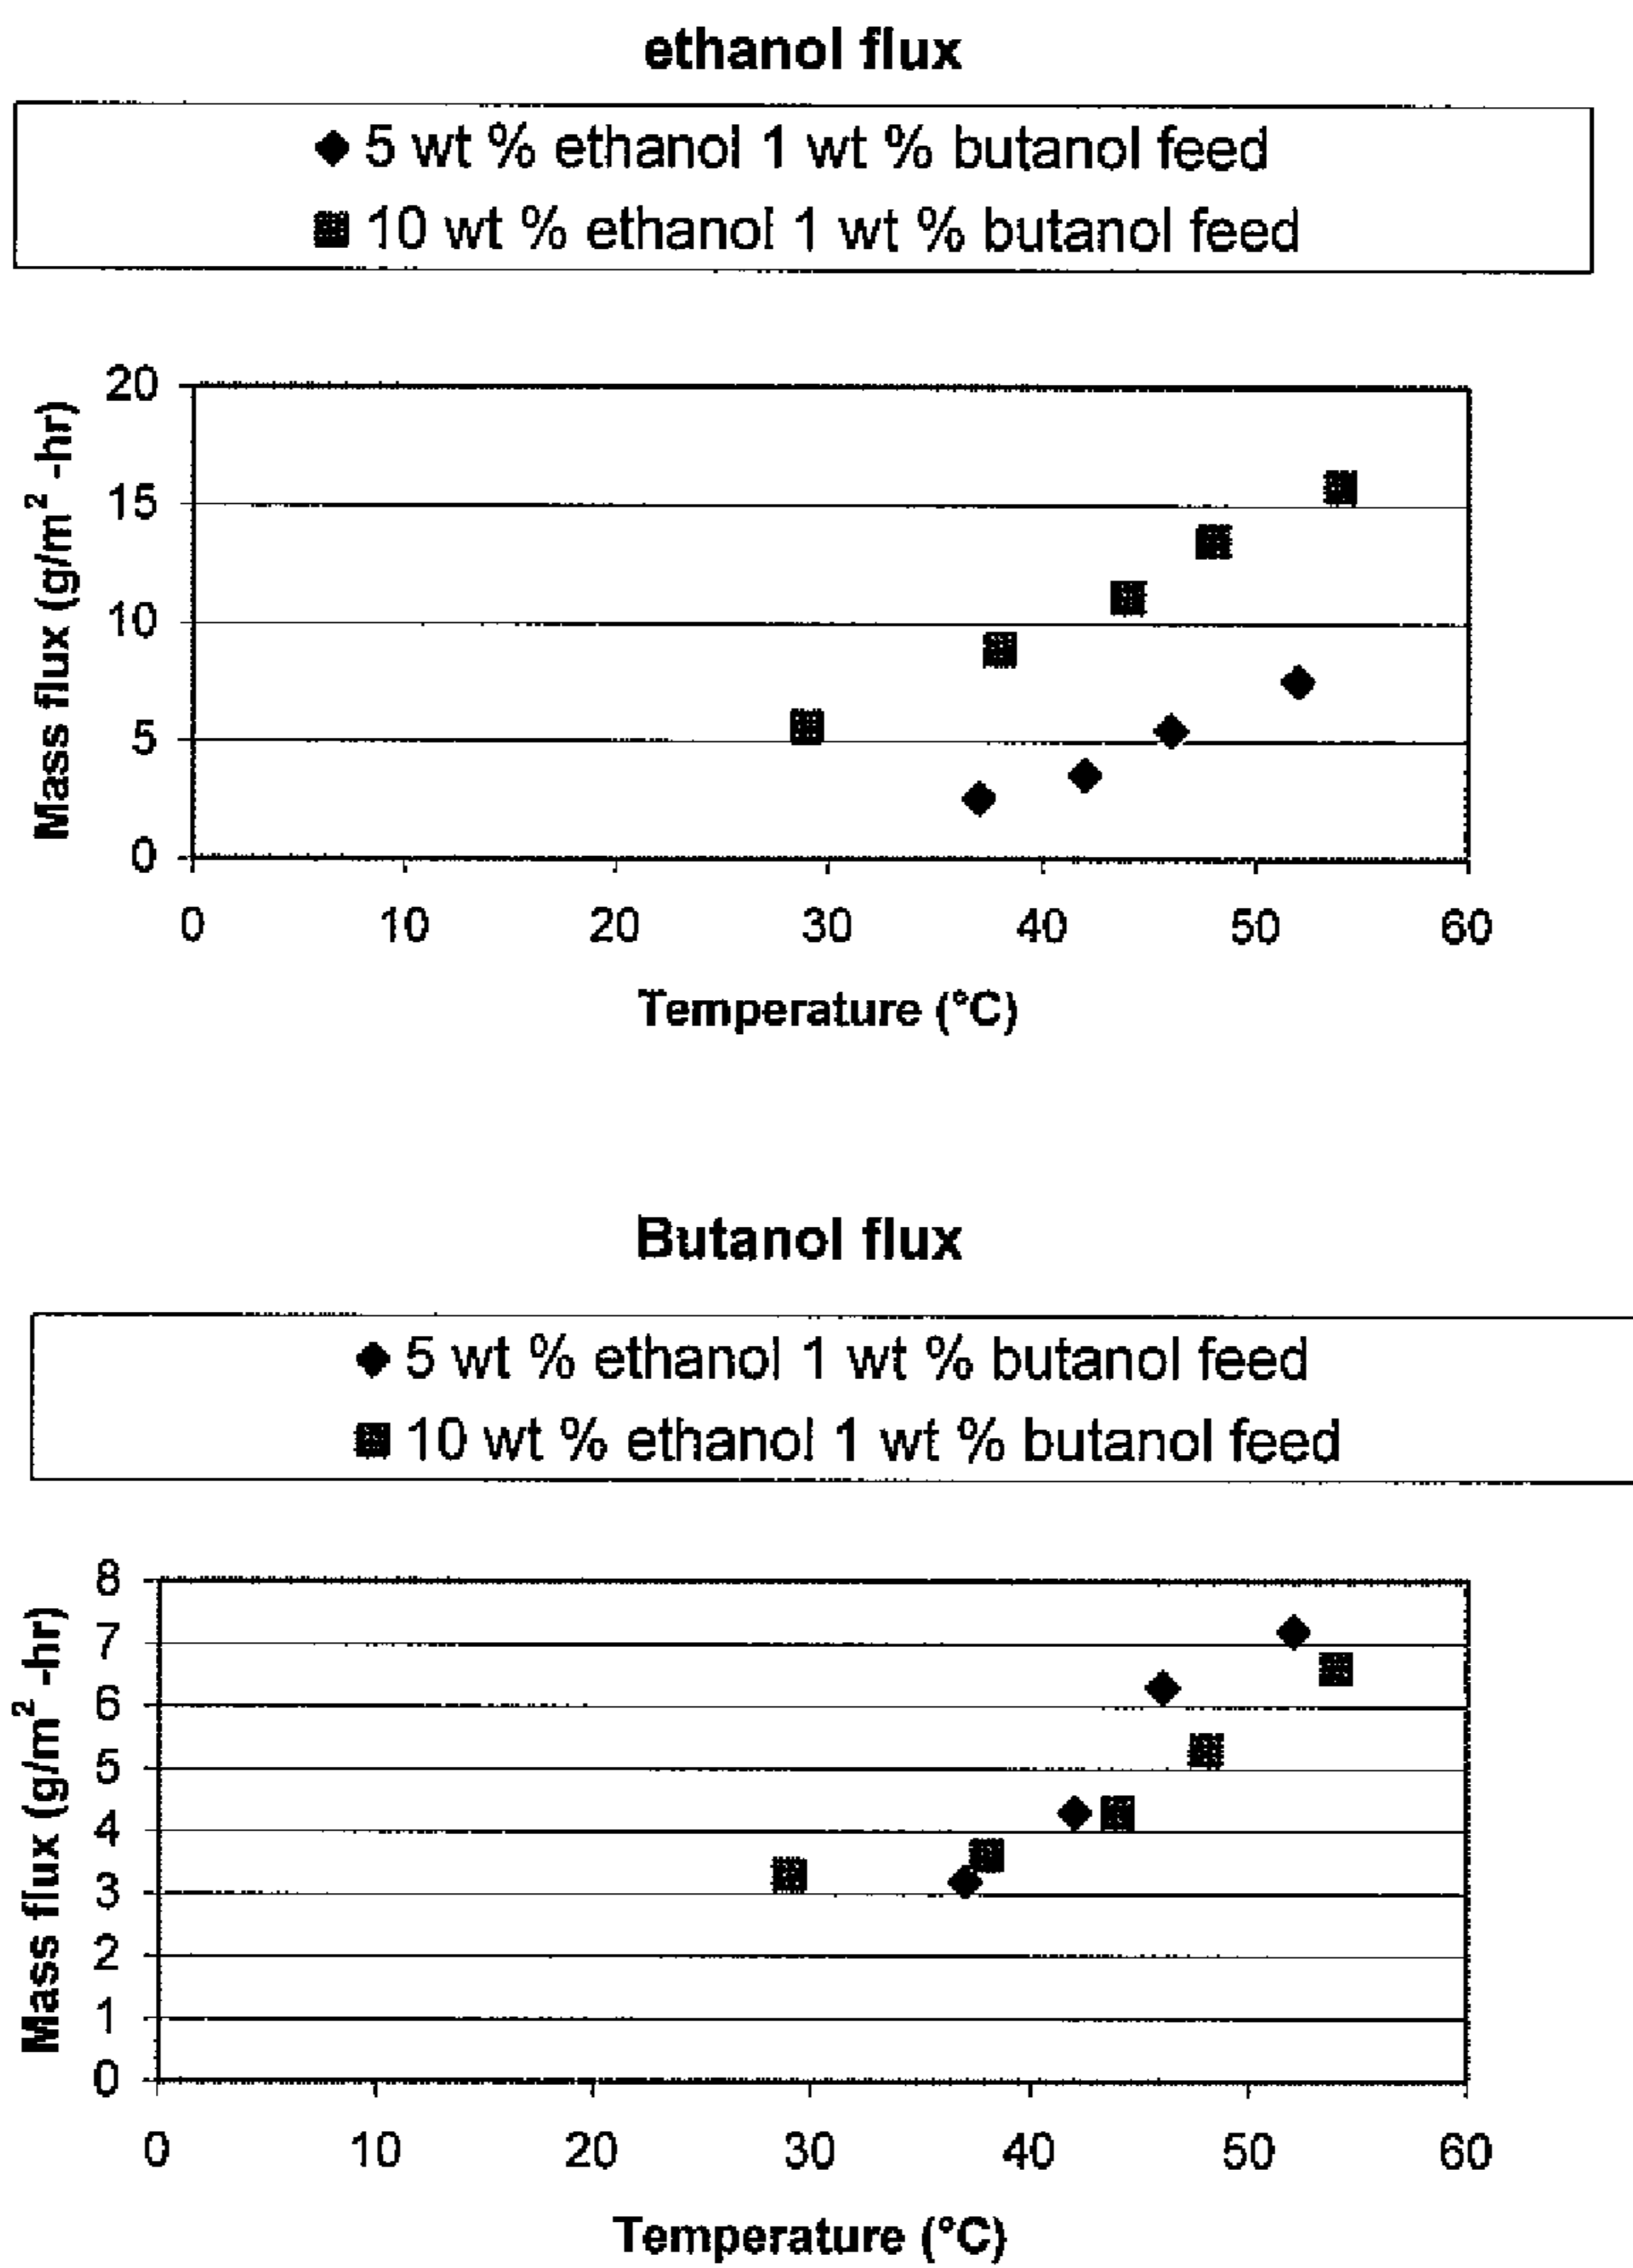 ethanol flux
◆ 5 wt % ethanol 1 wt % butanol feed
■ 10 wt % ethanol 1 wt % butanol feed
Mass flux (g/m² -hr)
20
15
10
5
0
0 10 20 30 40 50 60
Temperature (°C)
Butanol flux
◆ 5 wt % ethanol 1 wt % butanol feed
■ 10 wt % ethanol 1 wt % butanol feed
Mass flux (g/m² -hr)
8
7
6
5
4
3
2
1
0
0 10 20 30 40 50 60
Temperature (°C)